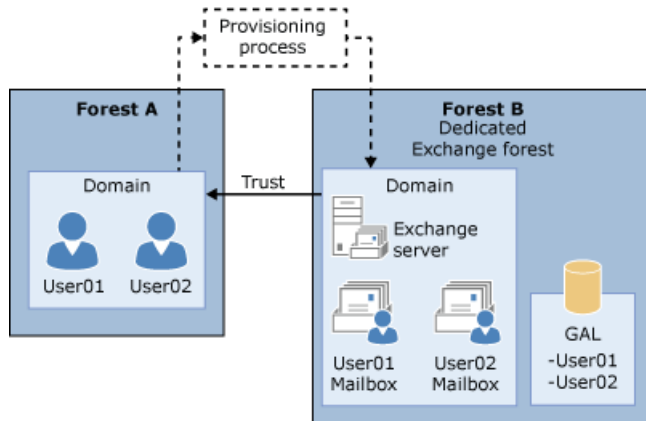 Provisioning
process
Forest A
Domain
User01
User02
Trust
Forest B
Dedicated
Exchange forest
Domain
Exchange
server
User01
Mailbox
User02
Mailbox
GAL
-User01
-User02